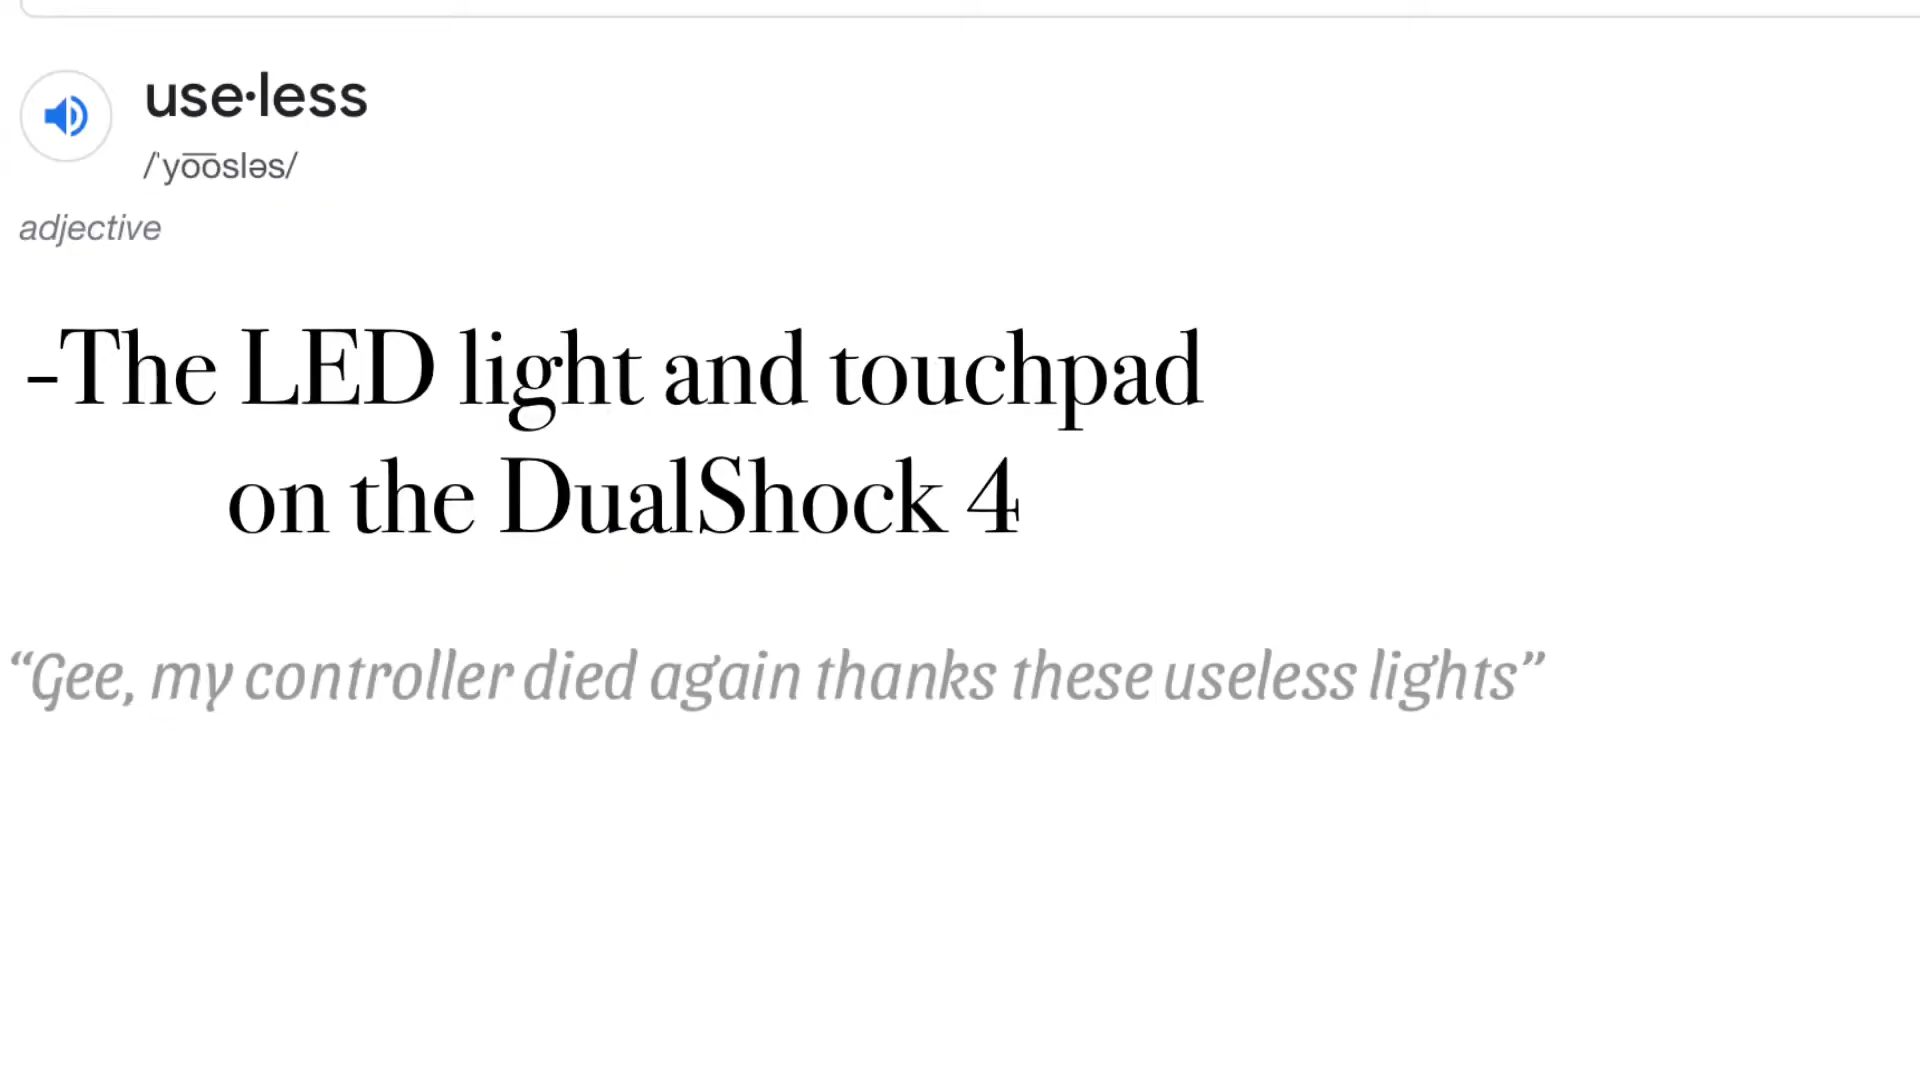 use·less
/ˈyo͞osləs/
adjective
-The LED light and touchpad
on the DualShock 4
“Gee, my controller died again thanks these useless lights”